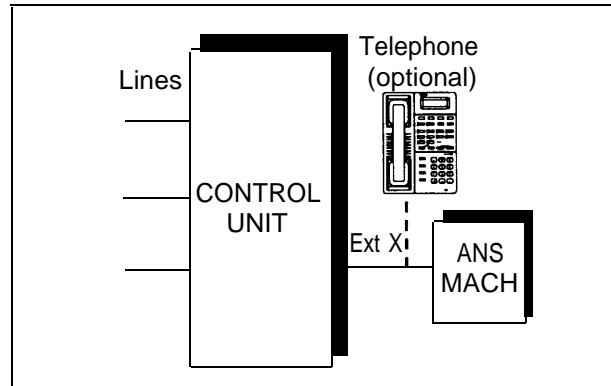 Lines
Telephone
(optional)
CONTROL
UNIT
Ext X
ANS
MACH